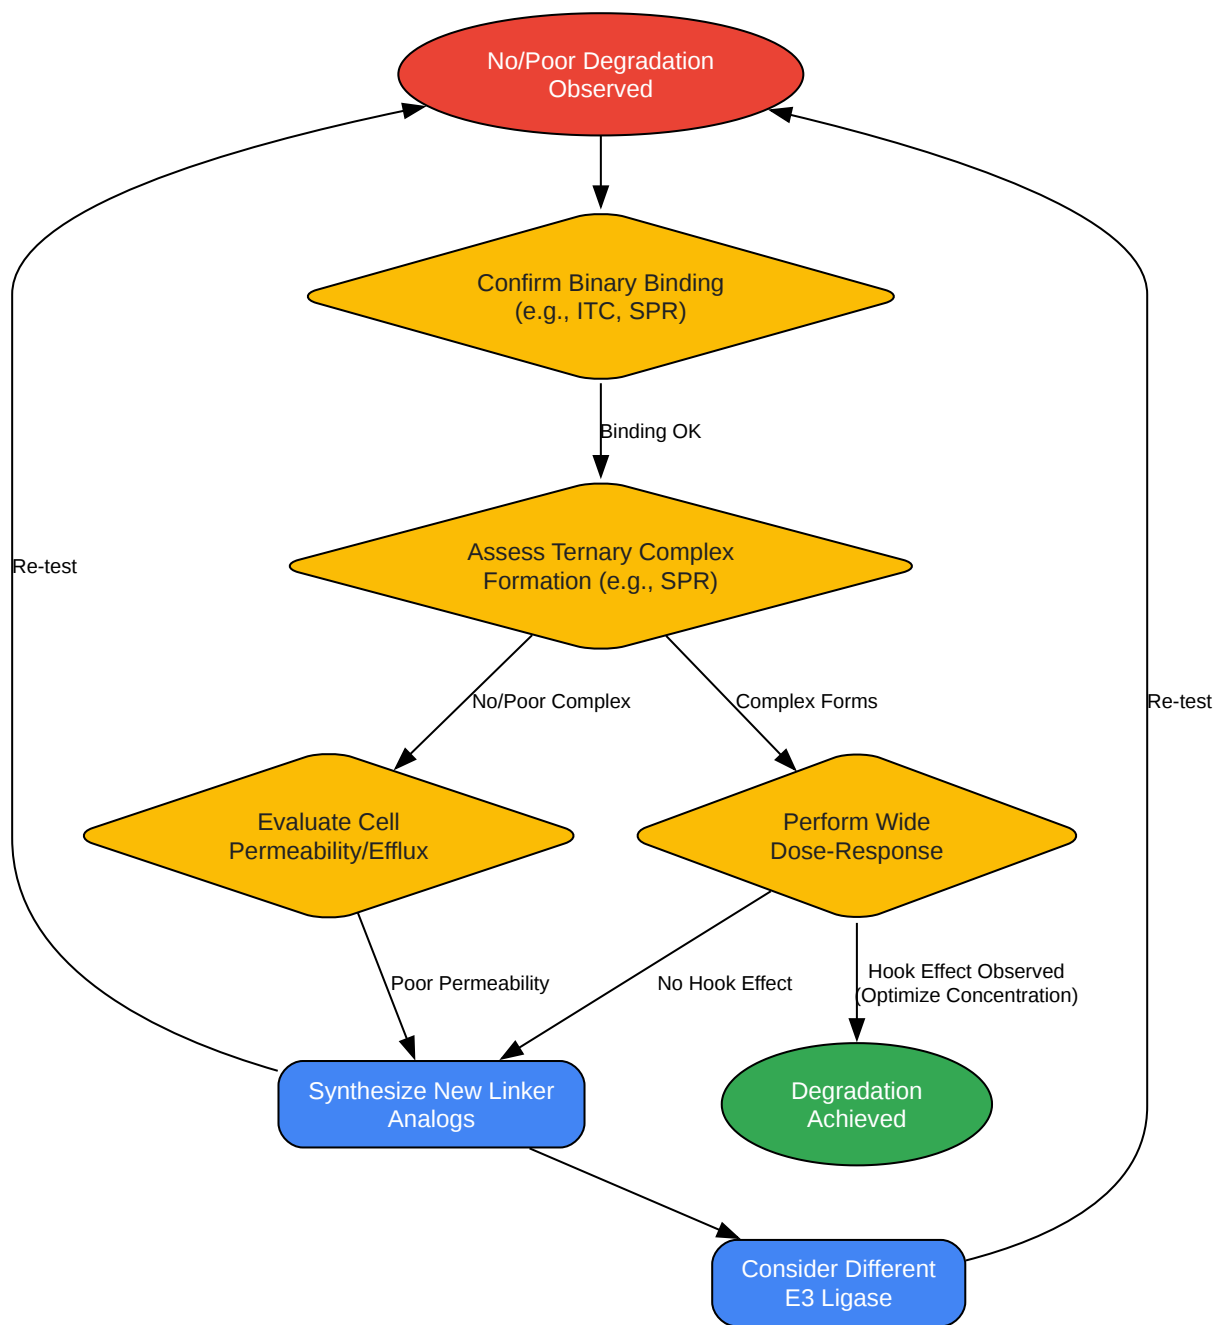 No/Poor Degradation
Observed
Confirm Binary Binding
(e.g., ITC, SPR)
Binding OK
Assess Ternary Complex
Formation (e.g., SPR)
Re-test
No/Poor Complex
Complex Forms
Re-test
Evaluate Cell
Permeability/Efflux
Perform Wide
Dose-Response
Poor Permeability
No Hook Effect
Hook Effect Observed
(Optimize Concentration)
Synthesize New Linker
Analogs
Degradation
Achieved
Consider Different
E3 Ligase